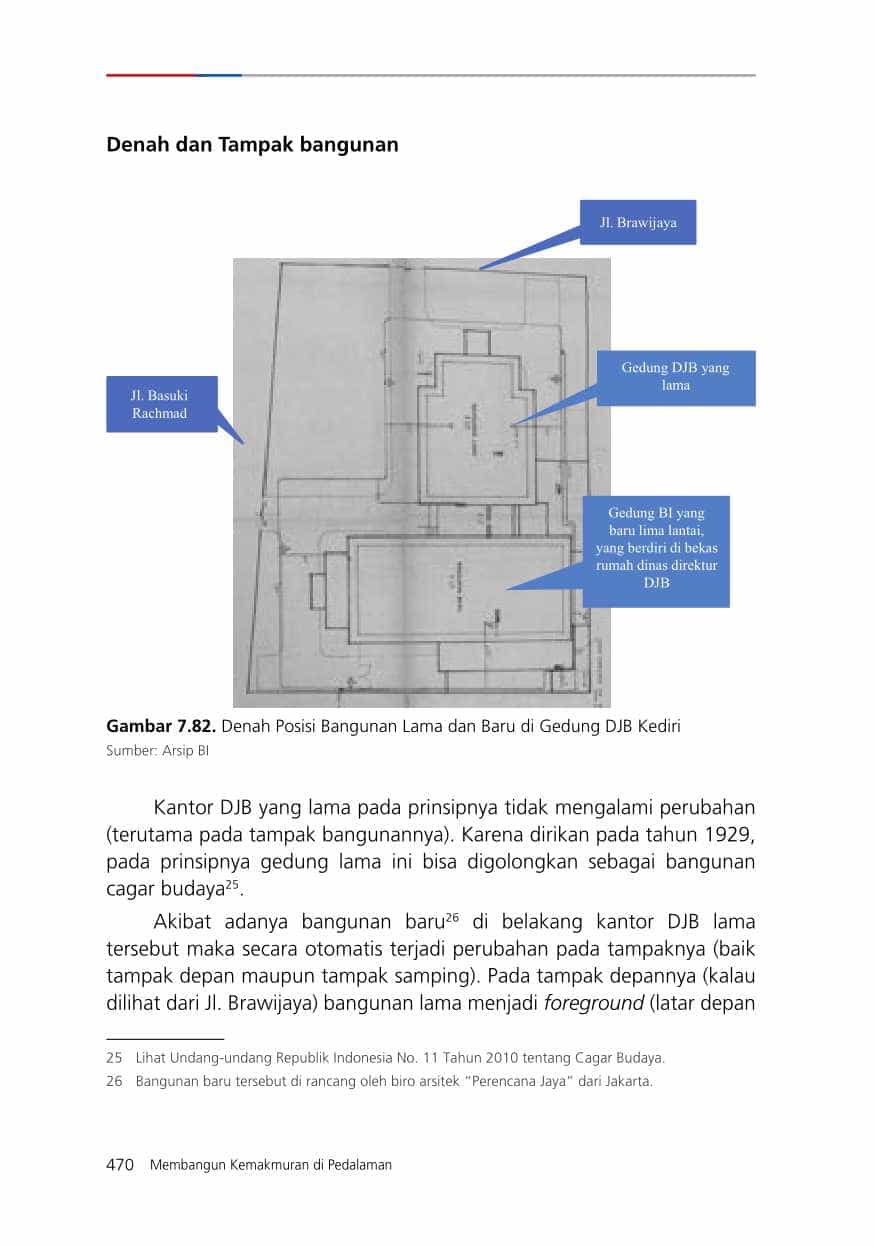 Denah dan Tampak bangunan
Jl. Brawijaya
Gedung DJB yang
lama
Jl. Basuki
Rachmad
Gedung BI yang
baru lima lantai,
yang berdiri di bekas
rumah dinas direktur
DJB
Gambar 7.82. Denah Posisi Bangunan Lama dan Baru di Gedung DJB Kediri
Sumber: Arsip BI
Kantor DJB yang lama pada prinsipnya tidak mengalami perubahan
(terutama pada tampak bangunannya). Karena dirikan pada tahun 1929,
pada prinsipnya gedung lama ini bisa digolongkan sebagai bangunan
cagar budaya²⁵.
Akibat adanya bangunan baru²⁶ di belakang kantor DJB lama
tersebut maka secara otomatis terjadi perubahan pada tampaknya (baik
tampak depan maupun tampak samping). Pada tampak depannya (kalau
dilihat dari Jl. Brawijaya) bangunan lama menjadi foreground (latar depan
25 Lihat Undang-undang Republik Indonesia No. 11 Tahun 2010 tentang Cagar Budaya.
26 Bangunan baru tersebut di rancang oleh biro arsitek “Perencana Jaya” dari Jakarta.
470 Membangun Kemakmuran di Pedalaman